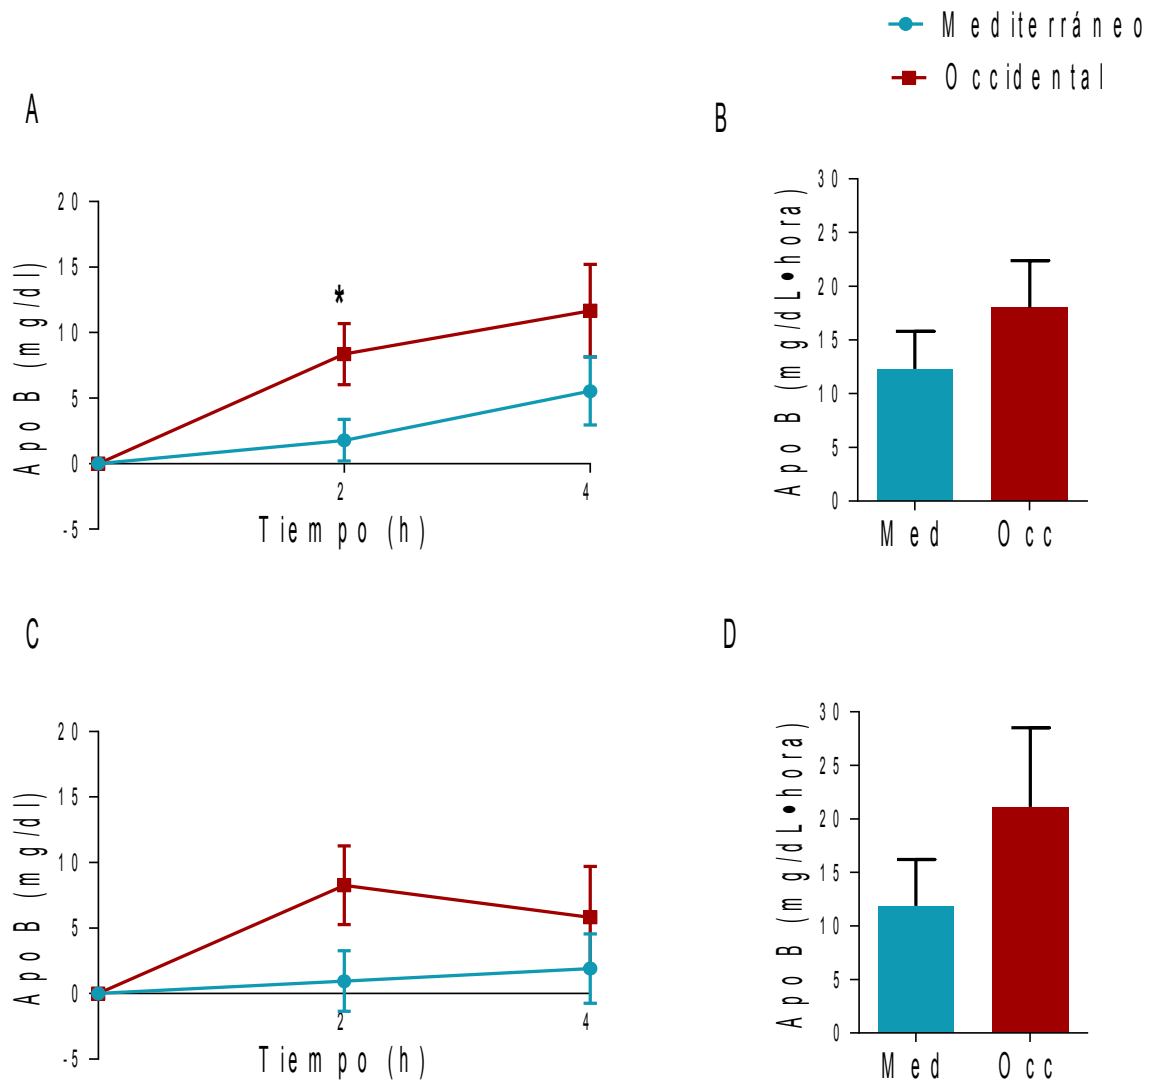 Mediterráneo
Occidental
A
20
15
10
5
0
-5
Apo B (mg/dl)
*
2
4
Tiempo (h)
B
30
25
20
15
10
5
0
Apo B (mg/dL•hora)
Med
Occ
C
20
15
10
5
0
-5
Apo B (mg/dl)
2
4
Tiempo (h)
D
30
25
20
15
10
5
0
Apo B (mg/dL•hora)
Med
Occ